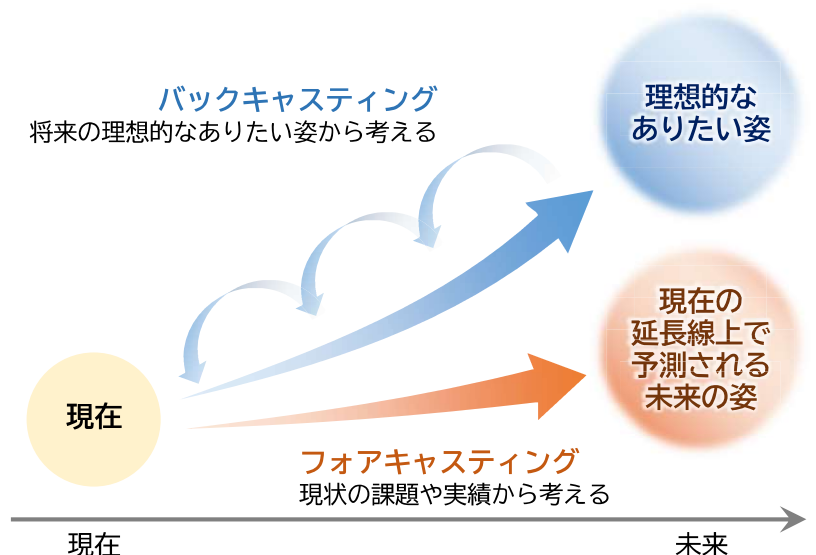 バックキャスティング
将来の理想的なありたい姿から考える
理想的な
ありたい姿
現在の
延長線上で
予測される
未来の姿
現在
フォアキャスティング
現状の課題や実績から考える
現在
未来